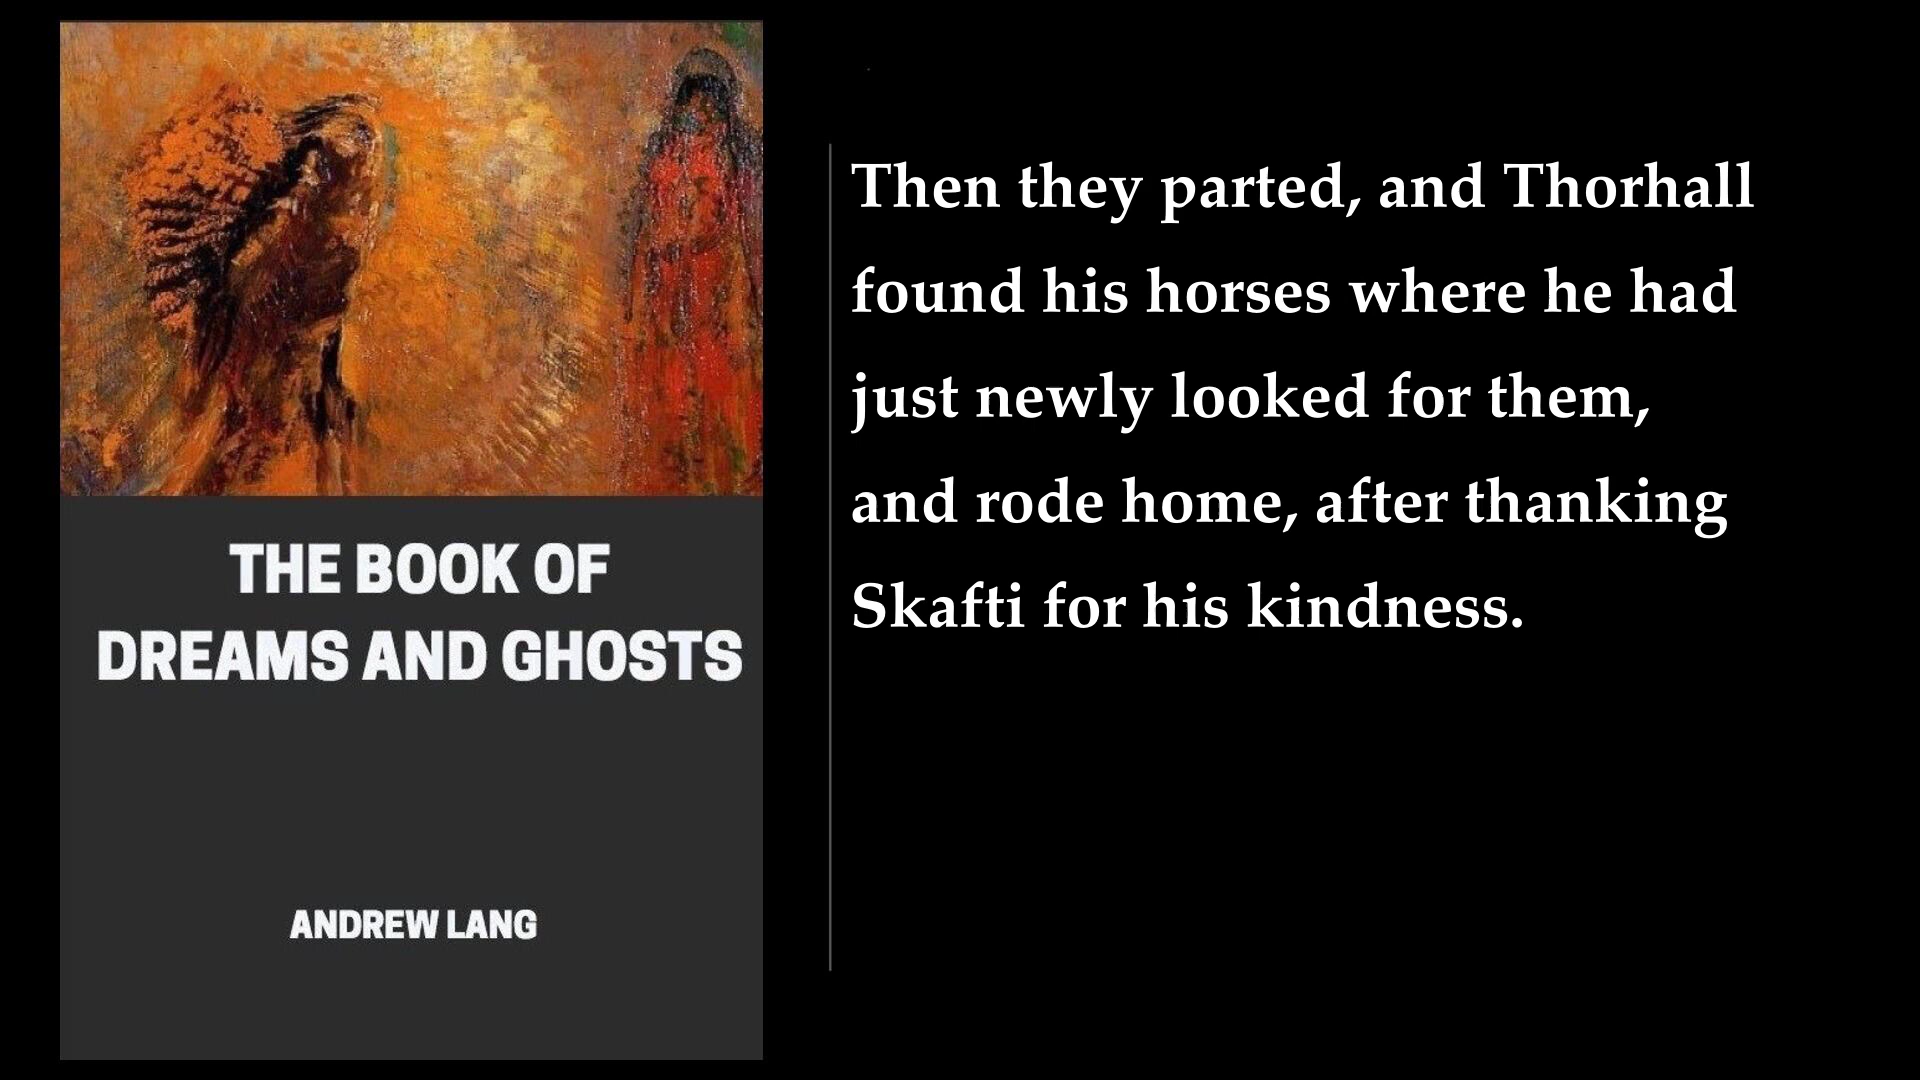 THE BOOK OF
DREAMS AND GHOSTS
ANDREW LANG
Then they parted, and Thorhall
found his horses where he had
just newly looked for them,
and rode home, after thanking
Skafti for his kindness.